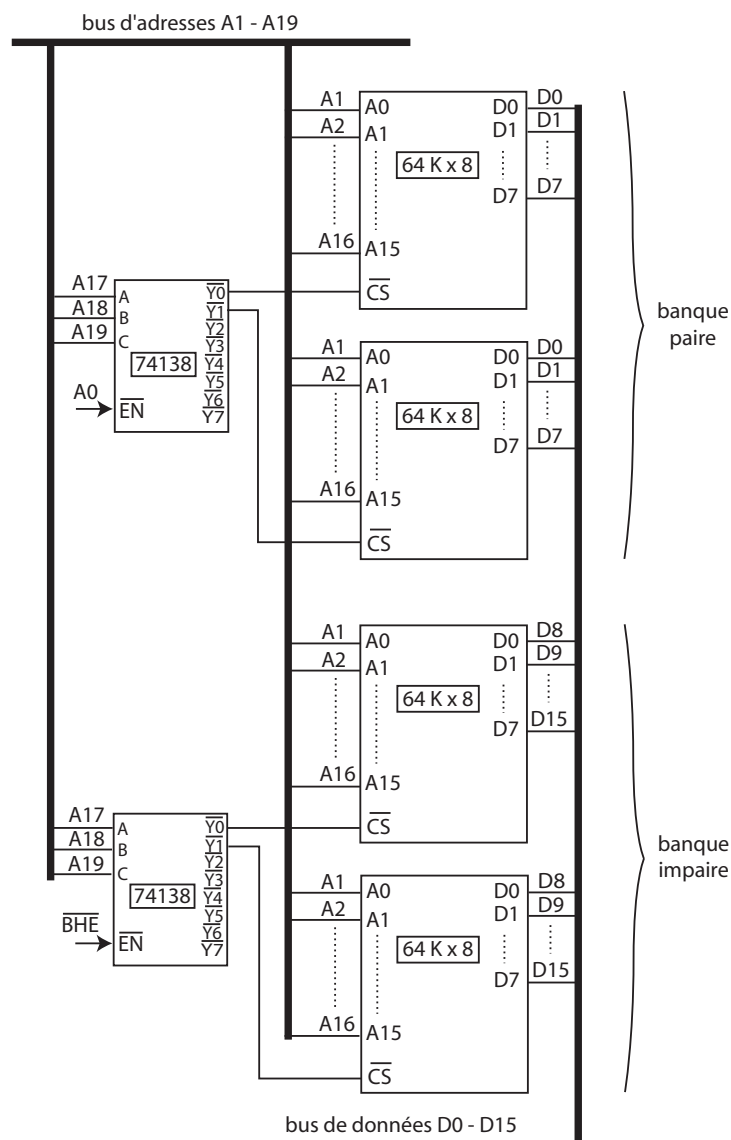 bus d'adresses A1 - A19
A1 A0 D0 D0
A2 A1 D1 D1
64 K x 8
D7 D7
A16 A15
CS
A17 A Y0
A18 B Y1
A19 C Y2
Y3
74138 Y4
Y5
A0 EN Y6
Y7
banque
paire
A1 A0 D0 D0
A2 A1 D1 D1
64 K x 8
D7 D7
A16 A15
CS
A1 A0 D0 D8
A2 A1 D1 D9
64 K x 8
D7 D15
A16 A15
CS
A17 A Y0
A18 B Y1
A19 C Y2
Y3
74138 Y4
Y5
BHE EN Y6
Y7
banque
impaire
A1 A0 D0 D8
A2 A1 D1 D9
64 K x 8
D7 D15
A16 A15
CS
bus de données D0 - D15